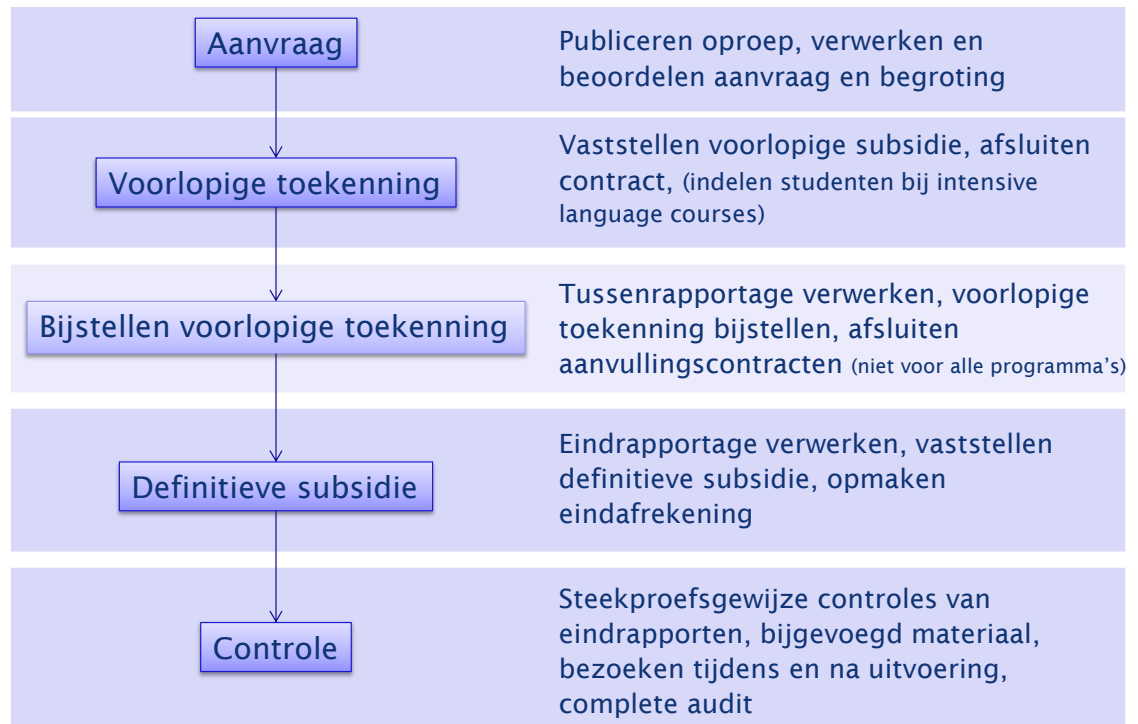 Aanvraag
Publiceren oproep, verwerken en
beoordelen aanvraag en begroting
Voorlopige toekenning
Vaststellen voorlopige subsidie, afsluiten
contract, (indelen studenten bij intensive
language courses)
Bijstellen voorlopige toekenning
Tussenrapportage verwerken, voorlopige
toekenning bijstellen, afsluiten
aanvullingscontracten (niet voor alle programma's)
Definitieve subsidie
Eindrapportage verwerken, vaststellen
definitieve subsidie, opmaken
eindafrekening
Controle
Steekproefsgewijze controles van
eindrapporten, bijgevoegd materiaal,
bezoeken tijdens en na uitvoering,
complete audit